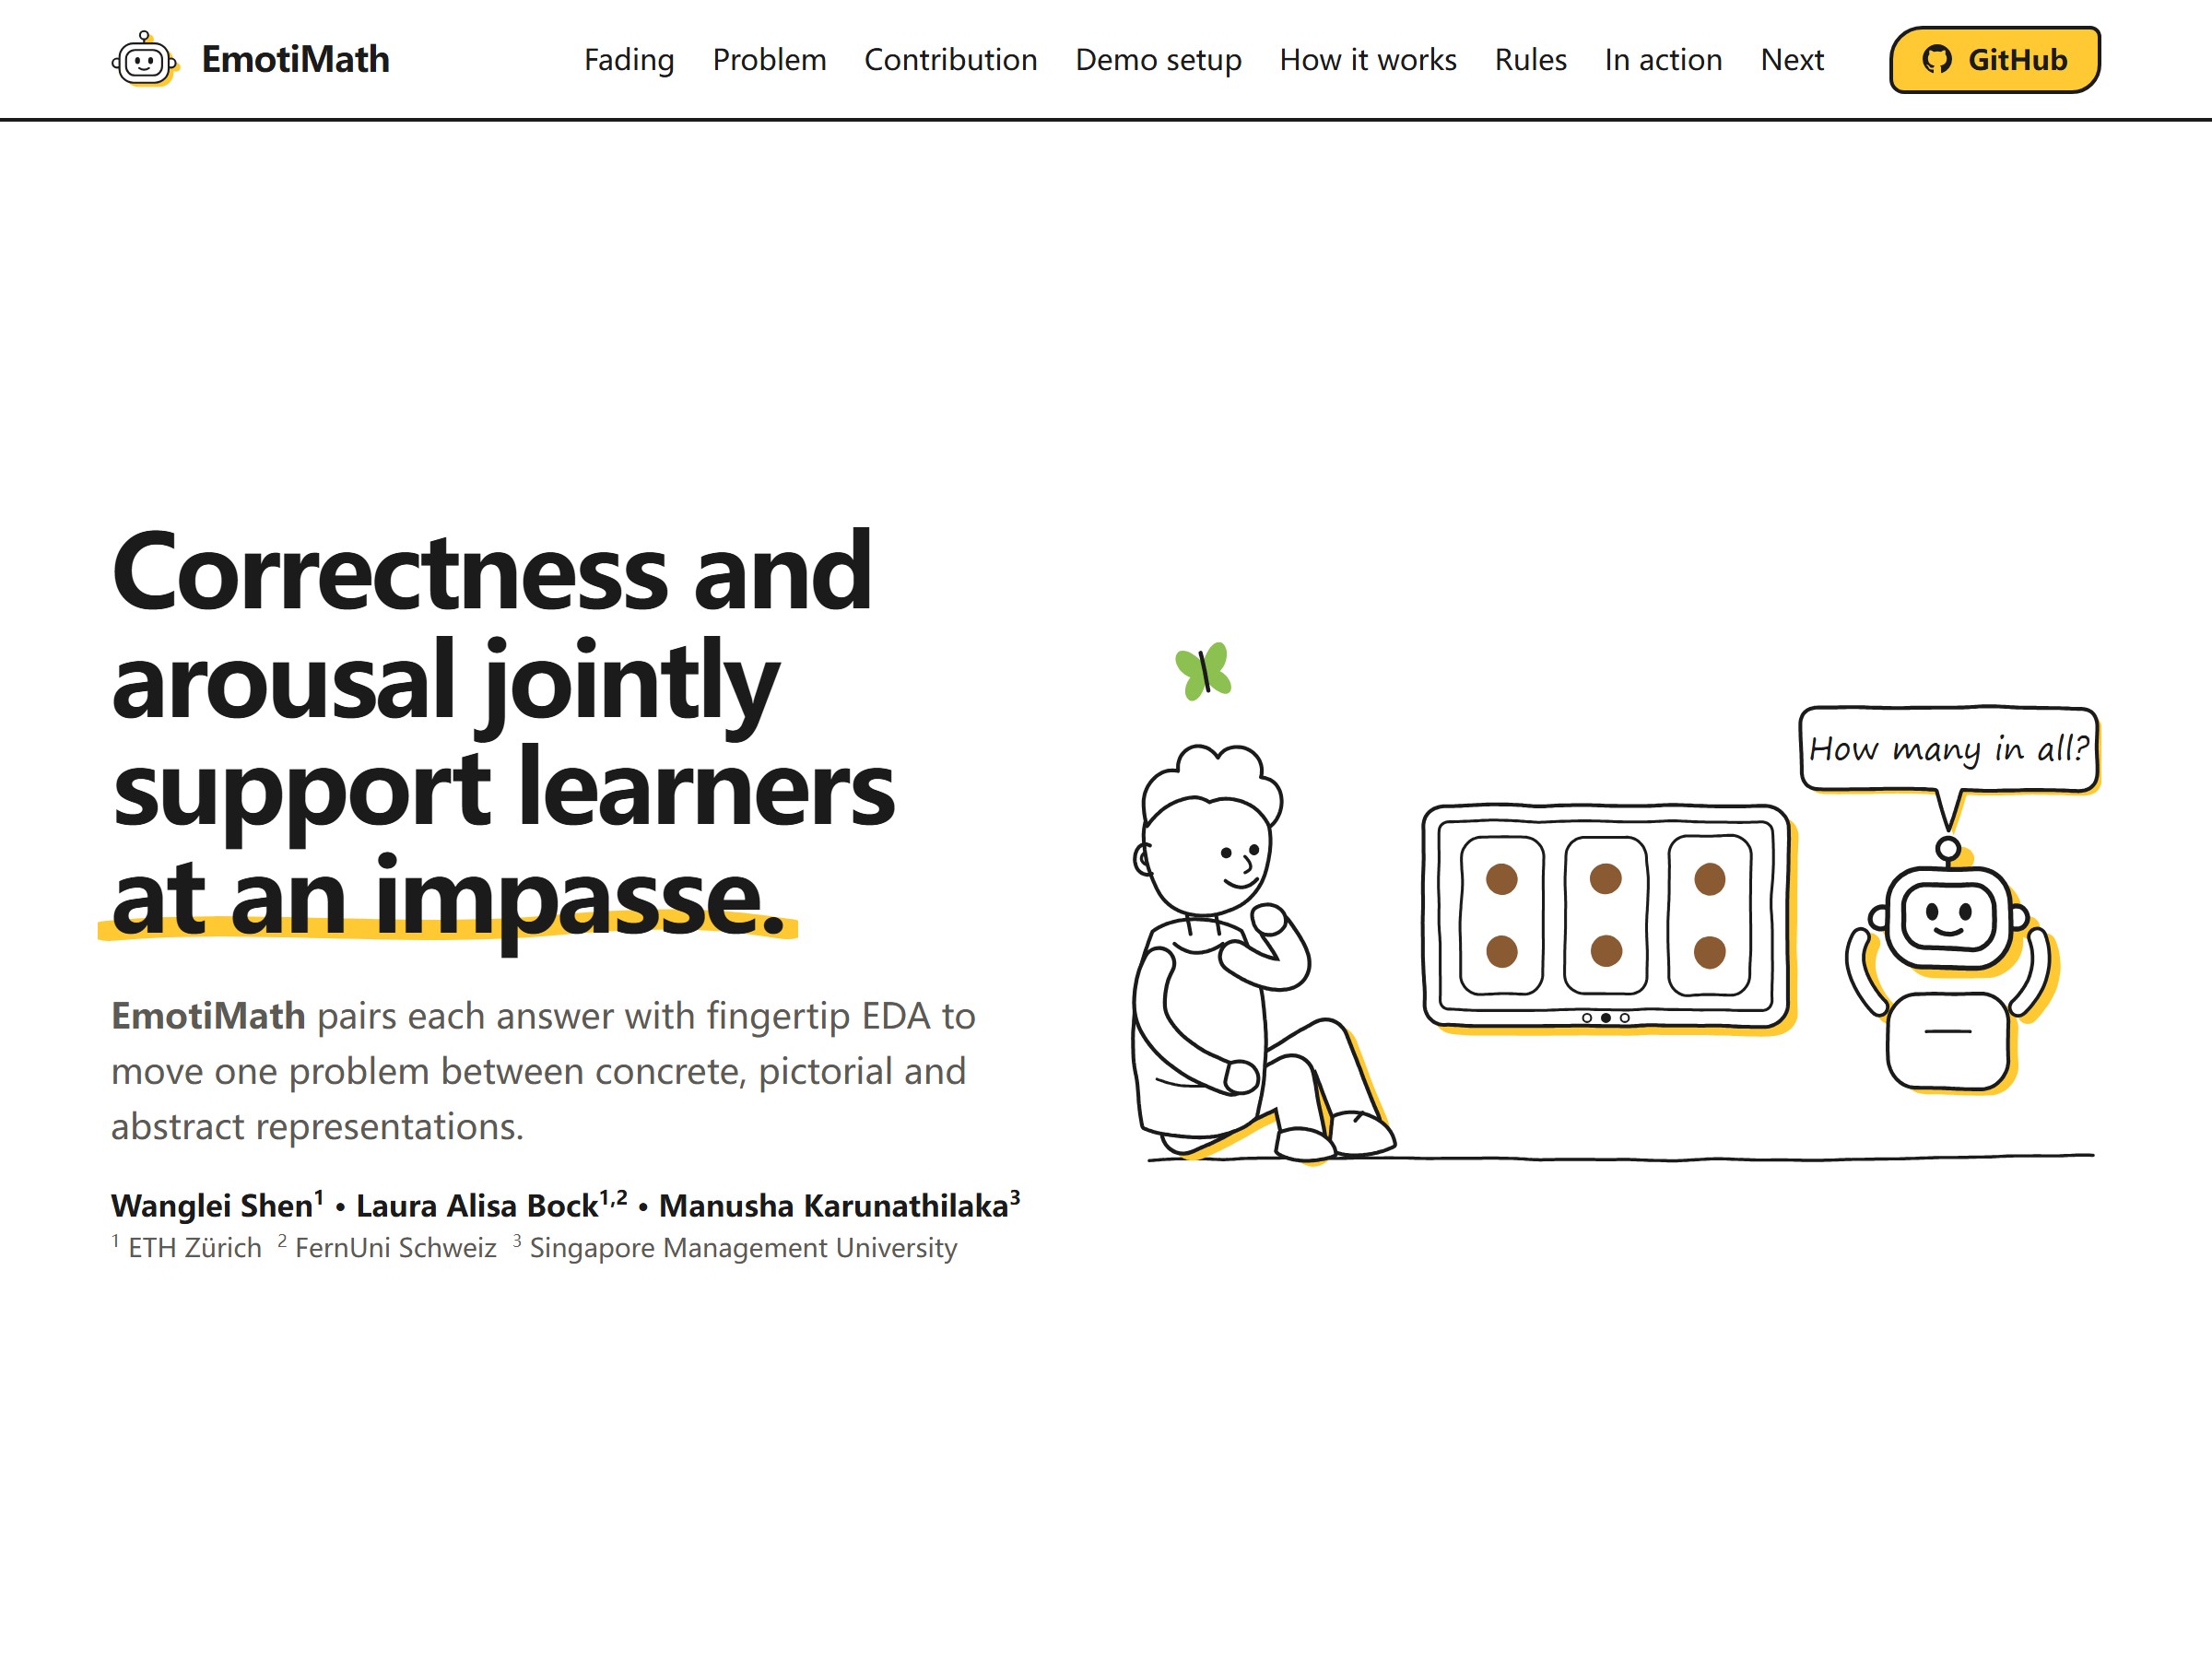 EmotiMath
Fading Problem Contribution Demo setup How it works Rules In action Next
GitHub
Correctness and
arousal jointly
support learners
at an impasse.
EmotiMath pairs each answer with fingertip EDA to
move one problem between concrete, pictorial and
abstract representations.
Wanglei Shen¹ • Laura Alisa Bock¹,² • Manusha Karunathilaka³
¹ ETH Zürich ² FernUni Schweiz ³ Singapore Management University
How many in all?